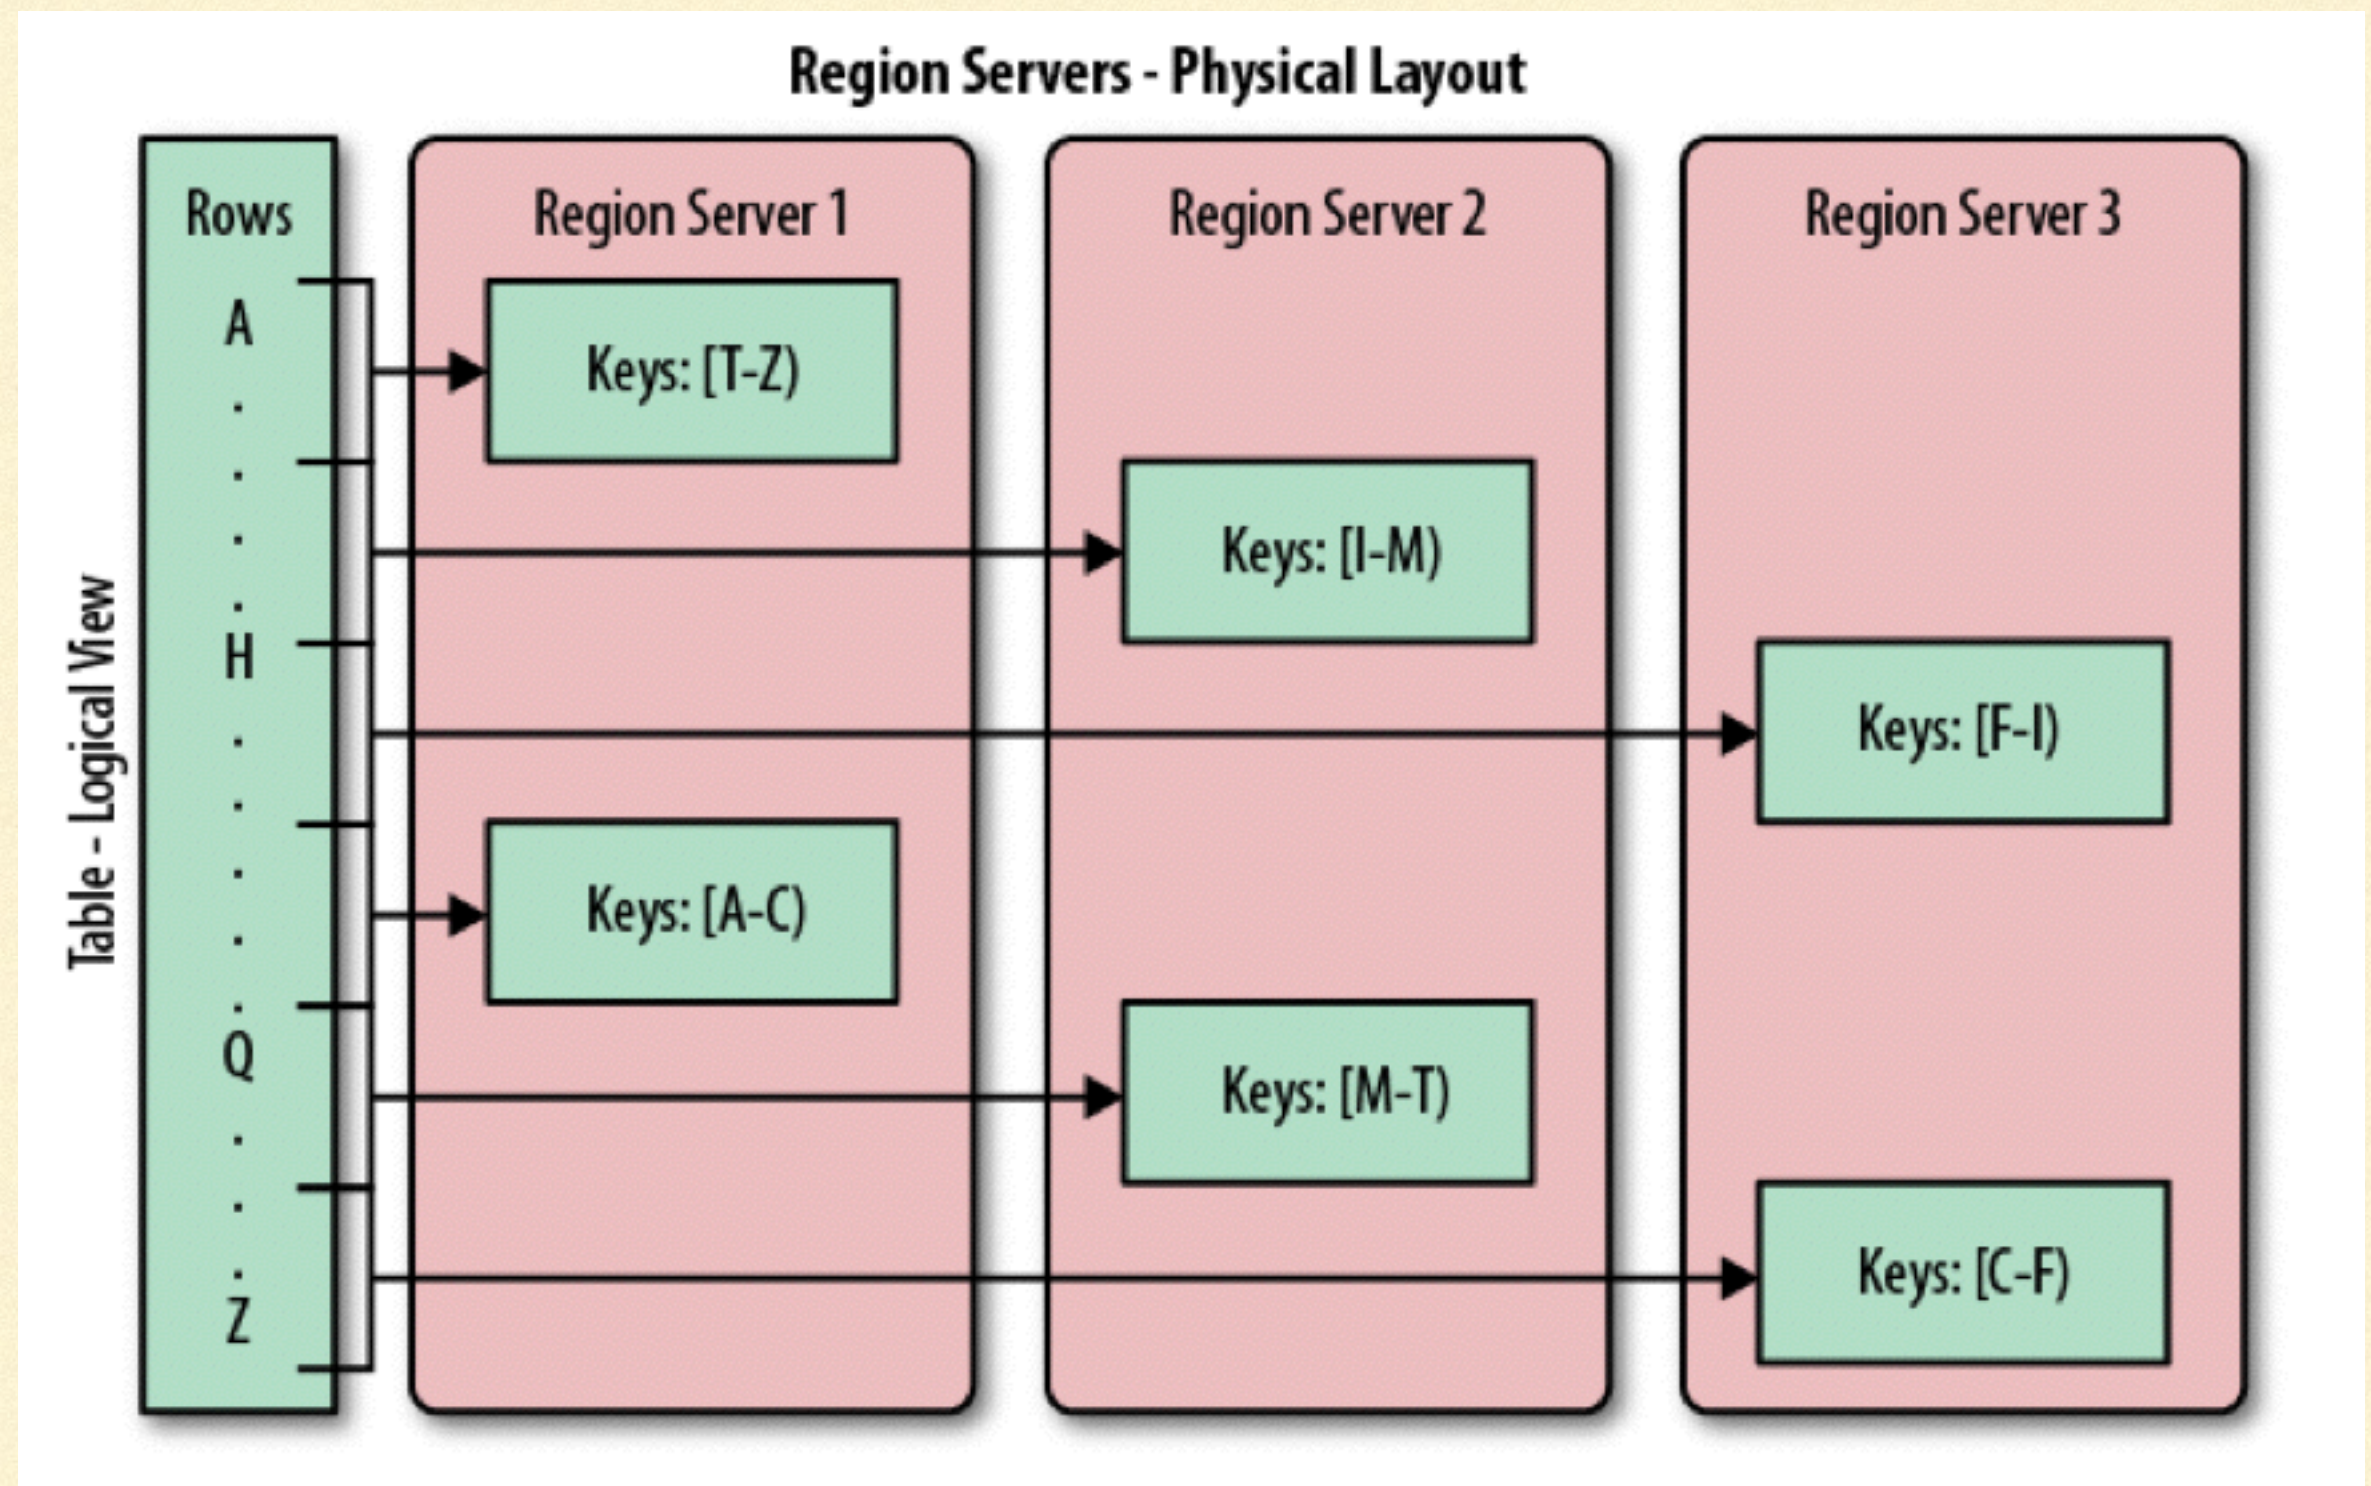 Region Servers - Physical Layout
Table - Logical View
Rows
A
.
.
.
.
H
.
.
.
.
.
Q
.
.
.
Z
Region Server 1
Keys: [T-Z)
Keys: [A-C)
Region Server 2
Keys: [I-M)
Keys: [M-T)
Region Server 3
Keys: [F-I)
Keys: [C-F)